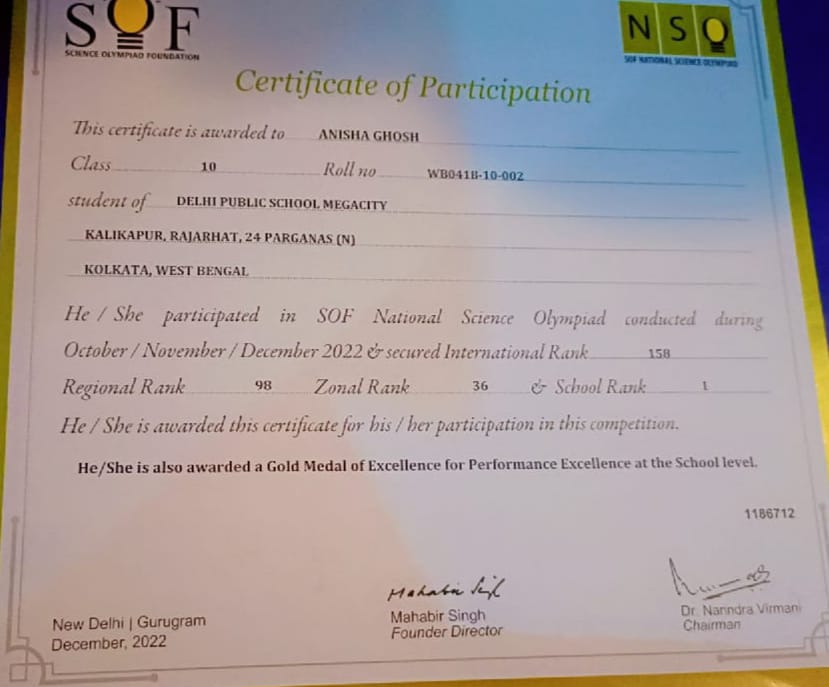 SOF
SCIENCE OLYMPIAD FOUNDATION
NSO
SOF NATIONAL SCIENCE OLYMPIAD
Certificate of Participation
This certificate is awarded to ANISHA GHOSH
Class 10 Roll no WB041B-10-002
student of DELHI PUBLIC SCHOOL MEGACITY
KALIKAPUR, RAJARHAT, 24 PARGANAS (N)
KOLKATA, WEST BENGAL
He / She participated in SOF National Science Olympiad conducted during
October / November / December 2022 & secured International Rank 158
Regional Rank 98 Zonal Rank 36 & School Rank 1
He / She is awarded this certificate for his / her participation in this competition.
He/She is also awarded a Gold Medal of Excellence for Performance Excellence at the School level.
1186712
Mahabir Singh
New Delhi | Gurugram
December, 2022
Mahabir Singh
Founder Director
Dr. Narindra Virmani
Chairman